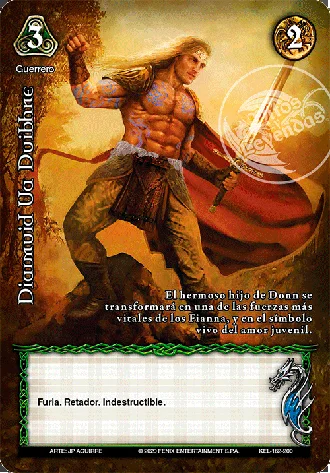 3
2
Guerrero
Diarmuid Ua Duibhne
El hermoso hijo de Donn se
transformará en una de las fuerzas más
vitales de los Fianna, y en el símbolo
vivo del amor juvenil.
Furia. Retador. Indestructible.
ARTE: JP AGUIRRE © 2020 FENIX ENTERTAINMENT S.P.A.